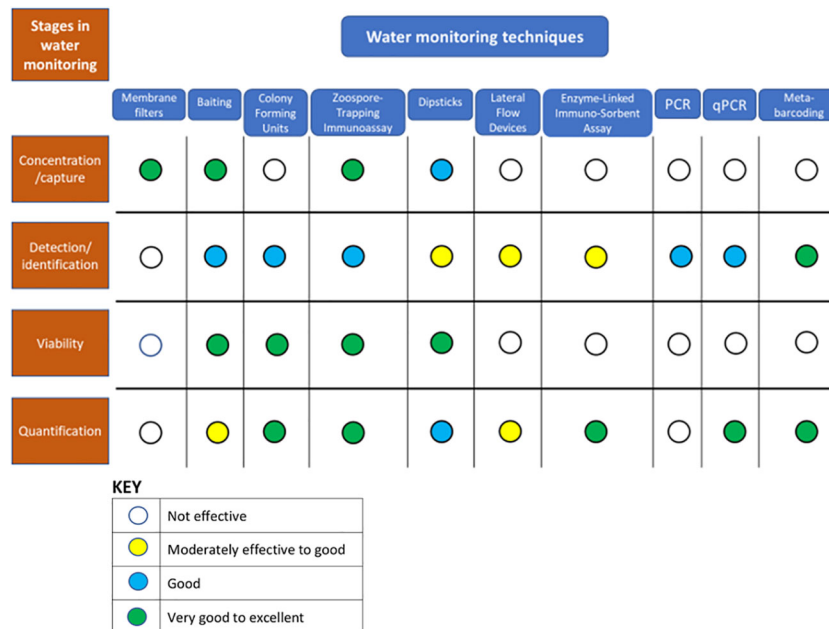 Stages in
water
monitoring
Water monitoring techniques
Membrane
filters
Baiting
Colony
Forming
Units
Zoospore-
Trapping
Immunoassay
Dipsticks
Lateral
Flow
Devices
Enzyme-Linked
Immuno-Sorbent
Assay
PCR
qPCR
Meta-
barcoding
Concentration
/capture
Detection/
identification
Viability
Quantification
KEY
Not effective
Moderately effective to good
Good
Very good to excellent